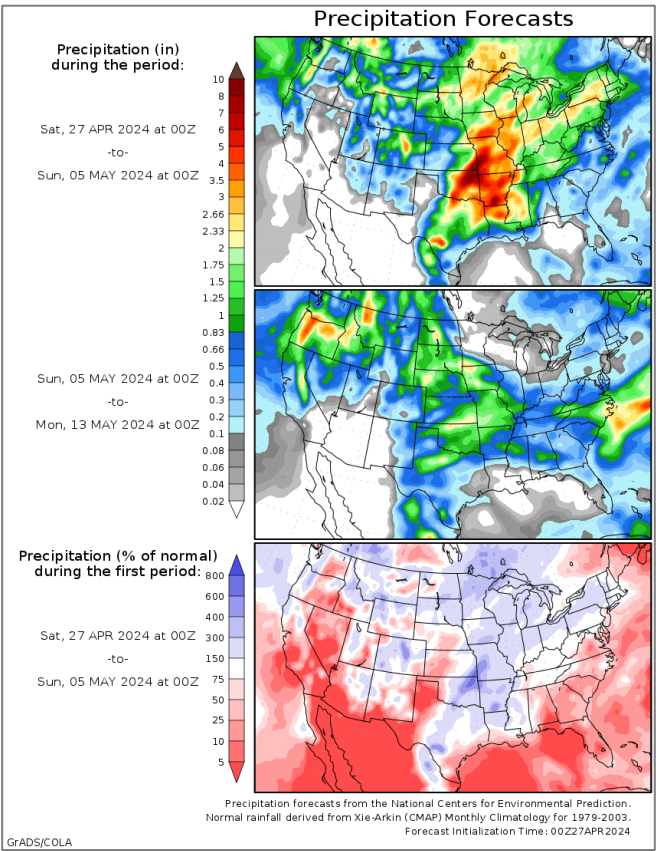 Precipitation Forecasts
Precipitation (in)
during the period:
Sat, 27 APR 2024 at 00Z
-to-
Sun, 05 MAY 2024 at 00Z
10
8
7
6
5
4
3.5
3
2.66
2.33
2
1.75
1.5
1.25
1
0.83
0.66
0.5
0.4
0.3
0.2
0.1
0.08
0.06
0.04
0.02
Sun, 05 MAY 2024 at 00Z
-to-
Mon, 13 MAY 2024 at 00Z
Precipitation (% of normal)
during the first period:
Sat, 27 APR 2024 at 00Z
-to-
Sun, 05 MAY 2024 at 00Z
800
600
400
300
150
75
50
25
10
5
Precipitation forecasts from the National Centers for Environmental Prediction.
Normal rainfall derived from Xie-Arkin (CMAP) Monthly Climatology for 1979-2003.
Forecast Initialization Time: 00Z27APR2024
GrADS/COLA